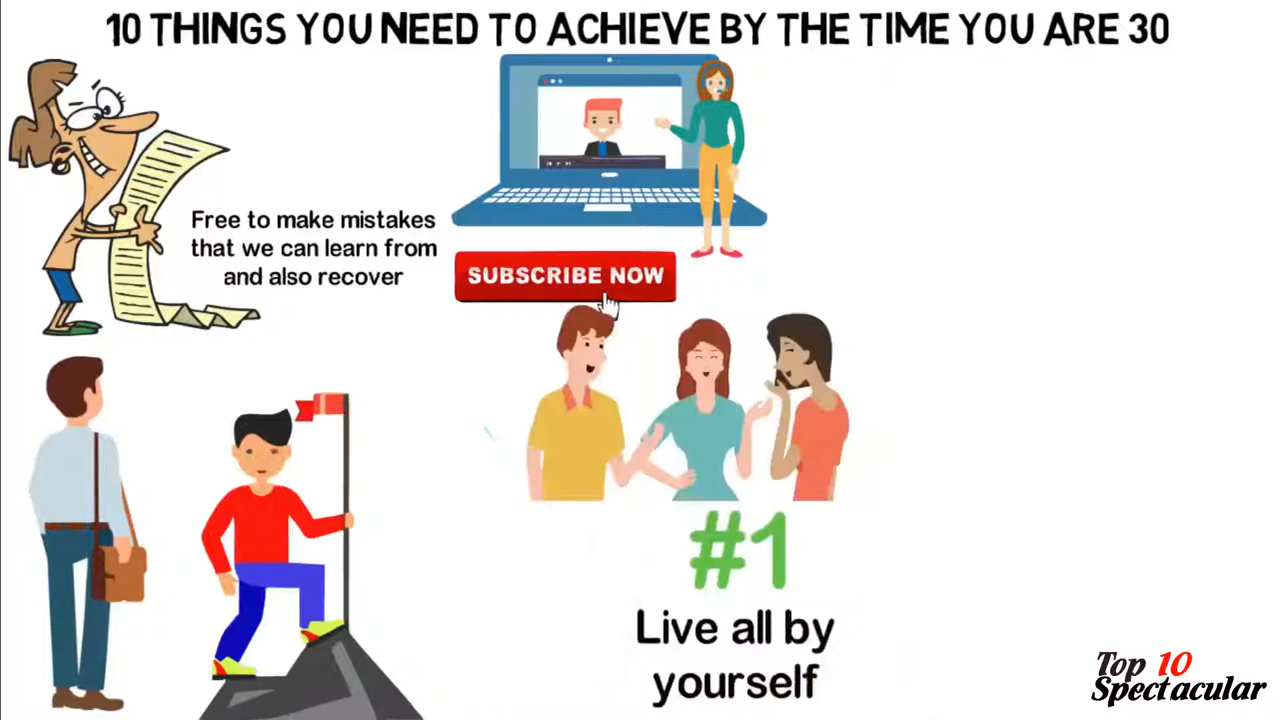 10 THINGS YOU NEED TO ACHIEVE BY THE TIME YOU ARE 30
Free to make mistakes
that we can learn from
and also recover
SUBSCRIBE NOW
#1
Live all by
yourself
Top 10
Spectacular